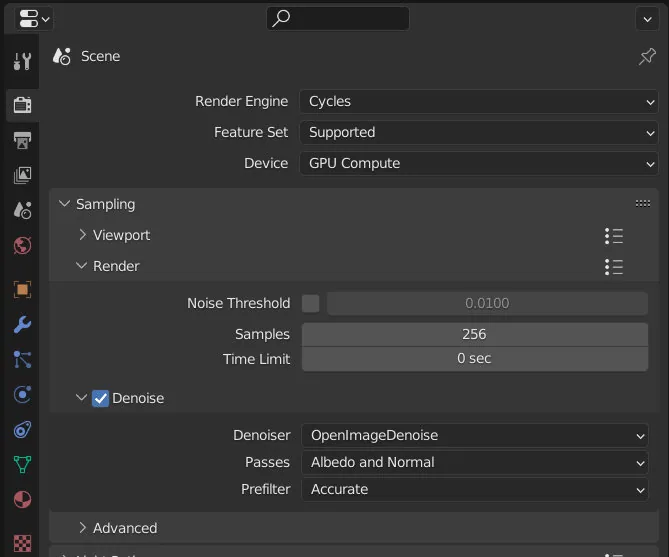 Scene
Render Engine Cycles
Feature Set Supported
Device GPU Compute
Sampling
Viewport
Render
Noise Threshold 0.0100
Samples 256
Time Limit 0 sec
Denoise
Denoiser OpenImageDenoise
Passes Albedo and Normal
Prefilter Accurate
Advanced